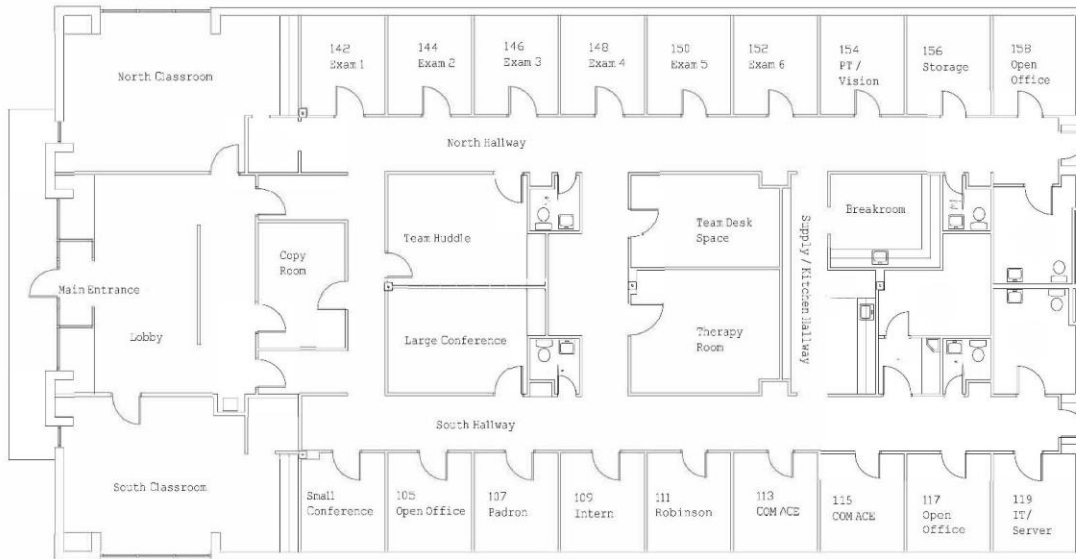 142
Exam 1
144
Exam 2
146
Exam 3
148
Exam 4
150
Exam 5
152
Exam 6
154
PT /
Vision
156
Storage
158
Open
Office
North Classroom
North Hallway
Team Huddle
Team Desk
Space
Breakroom
Supply / Kitchen Hallway
Copy
Room
Main Entrance
Lobby
Large Conference
Therapy
Room
South Hallway
South Classroom
Small
Conference
105
Open Office
107
Padron
109
Intern
111
Robinson
113
COM ACE
115
COM ACE
117
Open
Office
119
IT/
Server